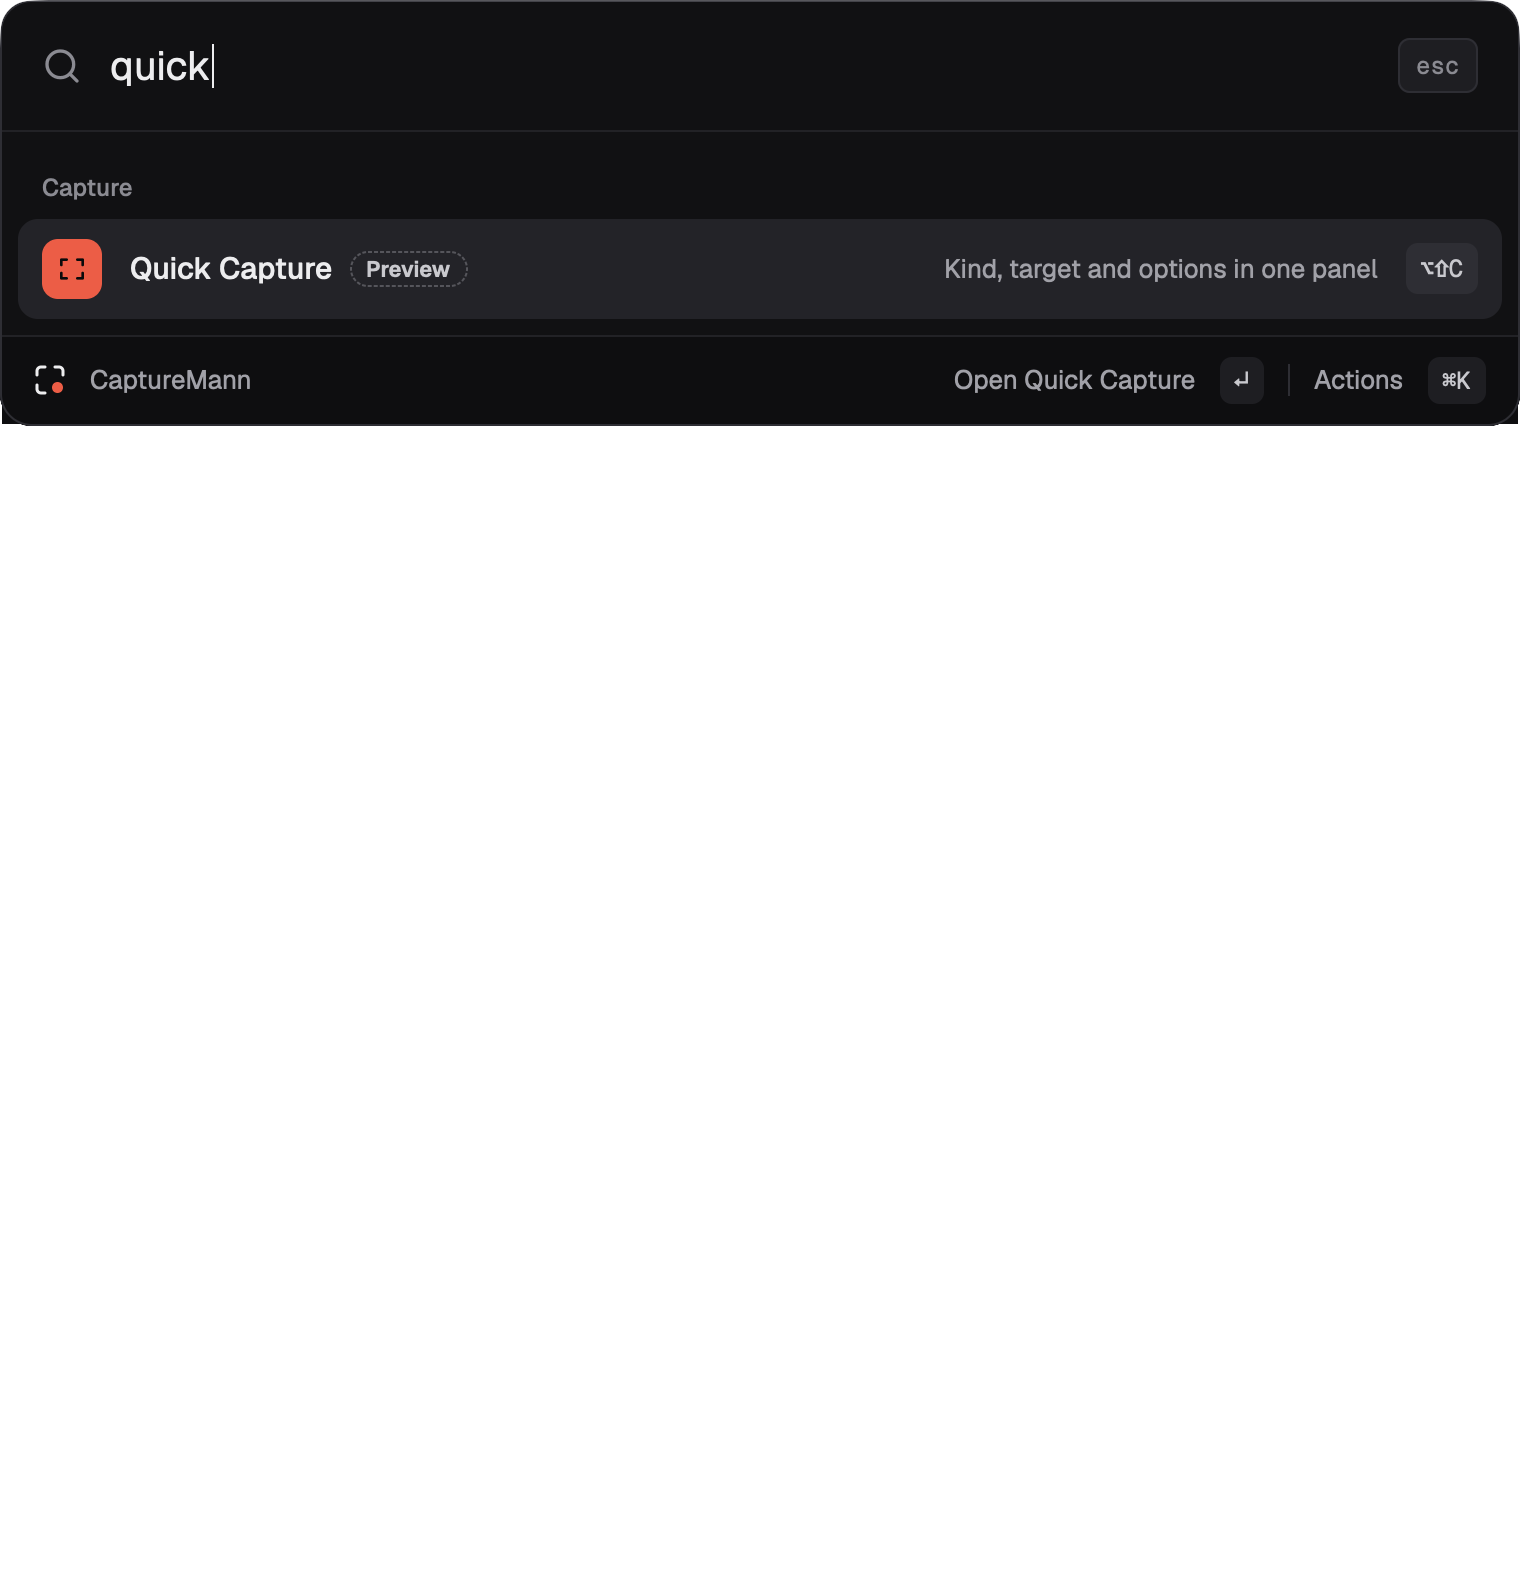 quick
esc
Capture
Quick Capture Preview Kind, target and options in one panel ⌥⇧C
CaptureMann Open Quick Capture ↵ Actions ⌘K